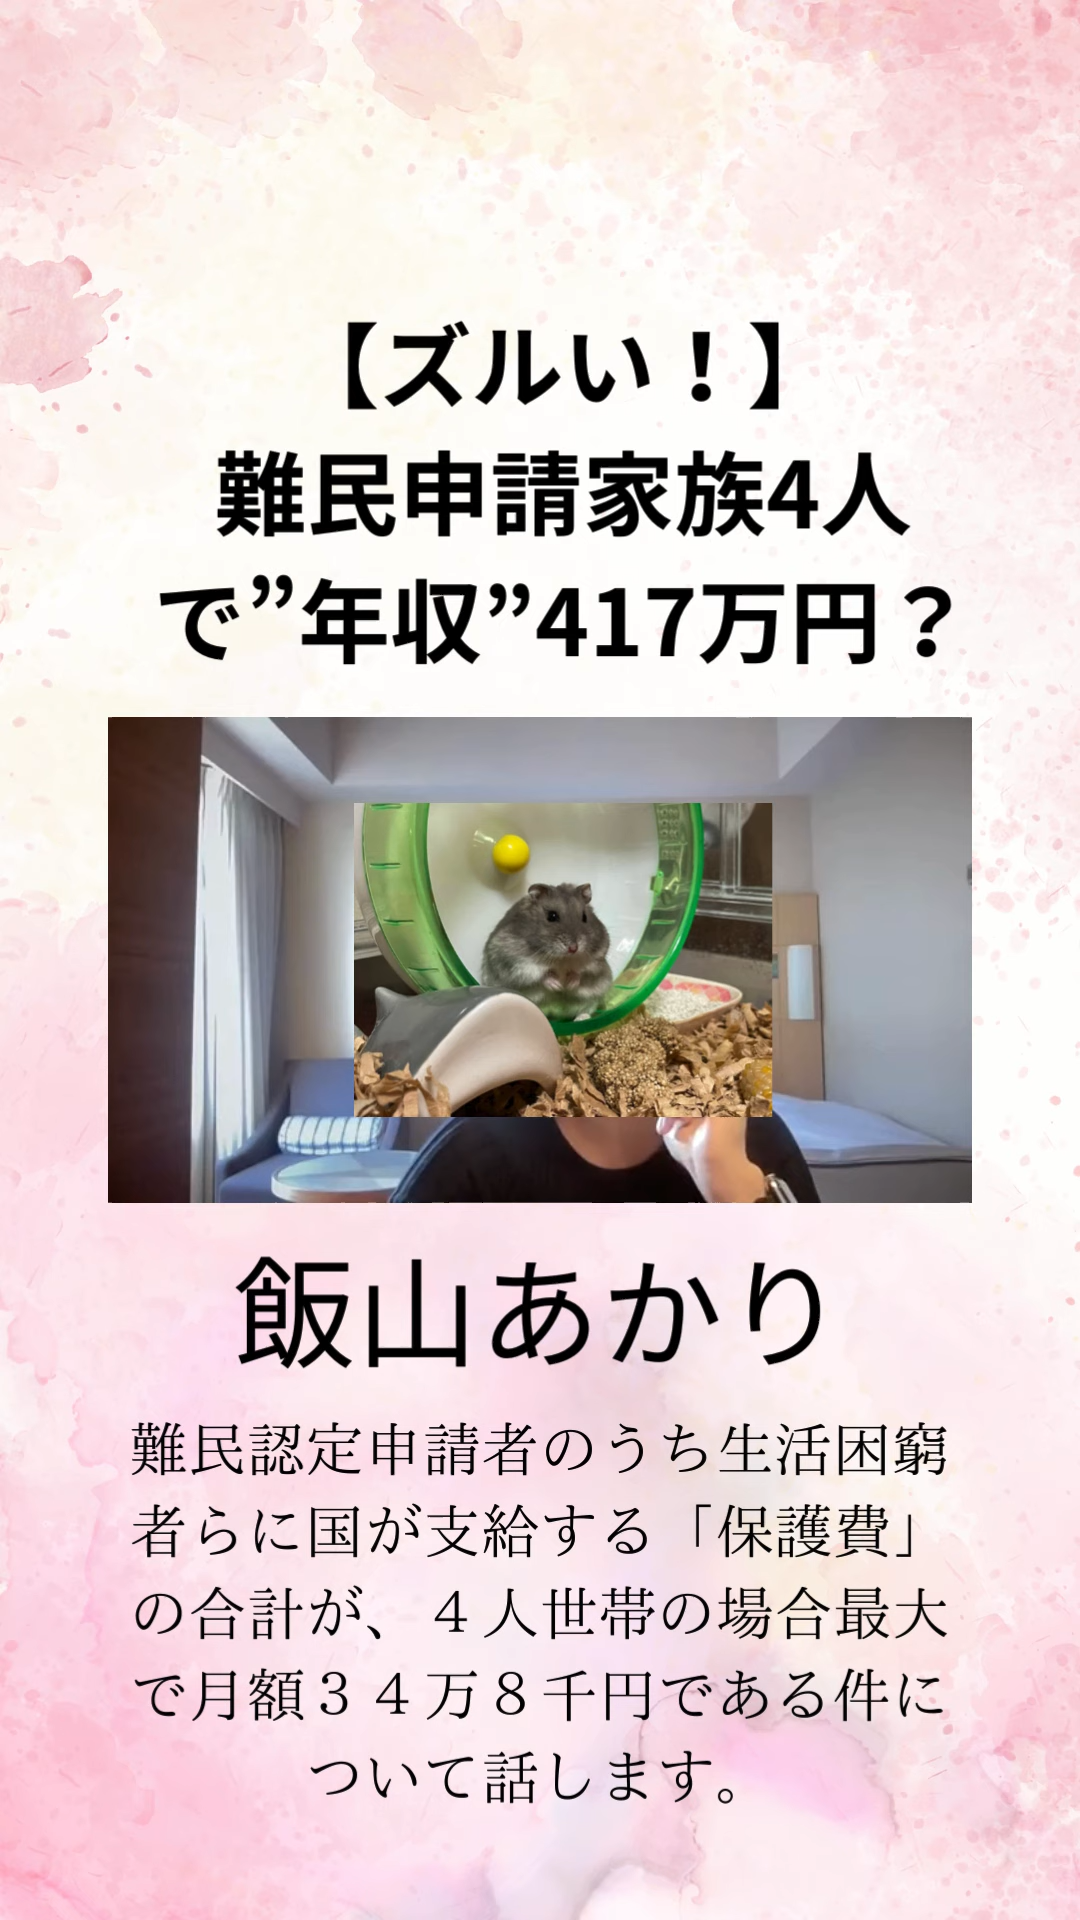 【ズルい！】
難民申請家族4人
で”年収”417万円？
飯山あかり
難民認定申請者のうち生活困窮
者らに国が支給する「保護費」
の合計が、４人世帯の場合最大
で月額３４万８千円である件に
ついて話します。